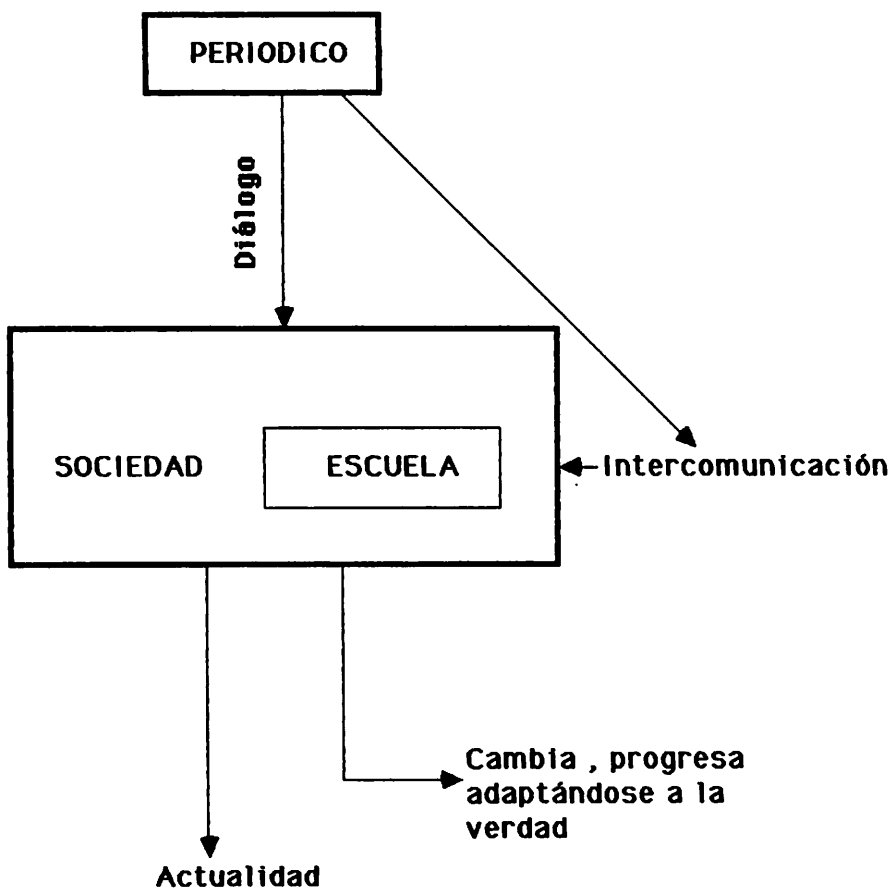 PERIODICO
Diálogo
SOCIEDAD
ESCUELA
Intercomunicación
Cambia , progresa
adaptándose a la
verdad
Actualidad